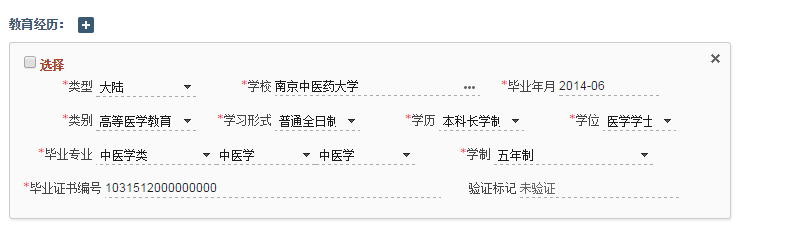 教育经历：
选择
*类型 大陆 *学校 南京中医药大学 *毕业年月 2014-06
*类别 高等医学教育 *学习形式 普通全日制 *学历 本科长学制 *学位 医学学士
*毕业专业 中医学类 中医学 中医学 *学制 五年制
*毕业证书编号 1031512000000000 验证标记 未验证